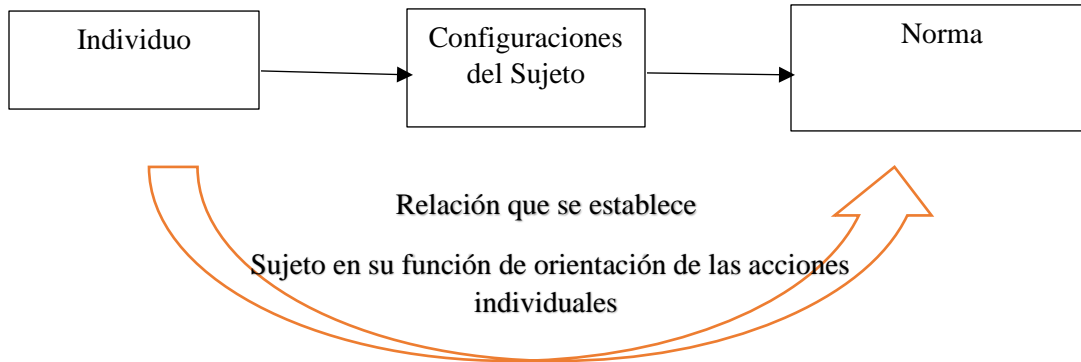 Individuo
Configuraciones
del Sujeto
Norma
Relación que se establece
Sujeto en su función de orientación de las acciones
individuales